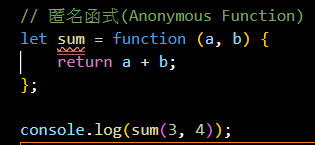 // 匿名函式(Anonymous Function)
let sum = function (a, b) {
    return a + b;
};

console.log(sum(3, 4));